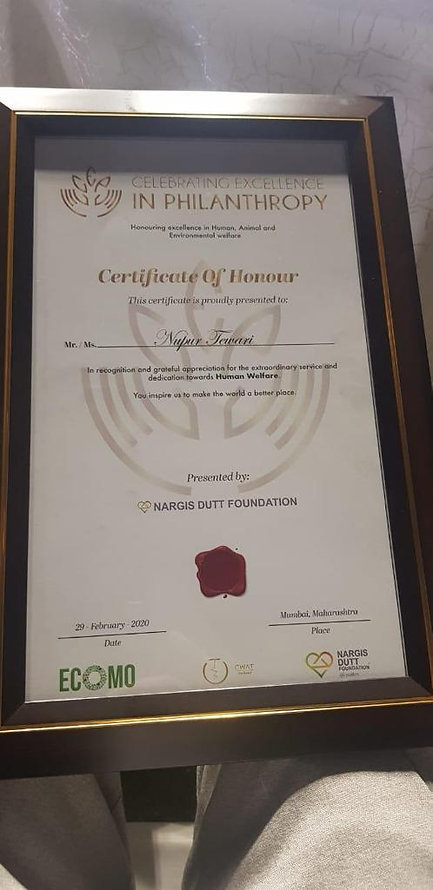 CELEBRATING EXCELLENCE
IN PHILANTHROPY
Honouring excellence in Human, Animal and
Environmental welfare
Certificate Of Honour
This certificate is proudly presented to:
Mr. / Ms. Nupur Tewari
In recognition and grateful appreciation for the extraordinary service and
dedication towards Human Welfare.
You inspire us to make the world a better place.
Presented by:
NARGIS DUTT FOUNDATION
29 - February - 2020
Date
Mumbai, Maharashtra
Place
ECOMO
CWAT
NARGIS
DUTT
FOUNDATION